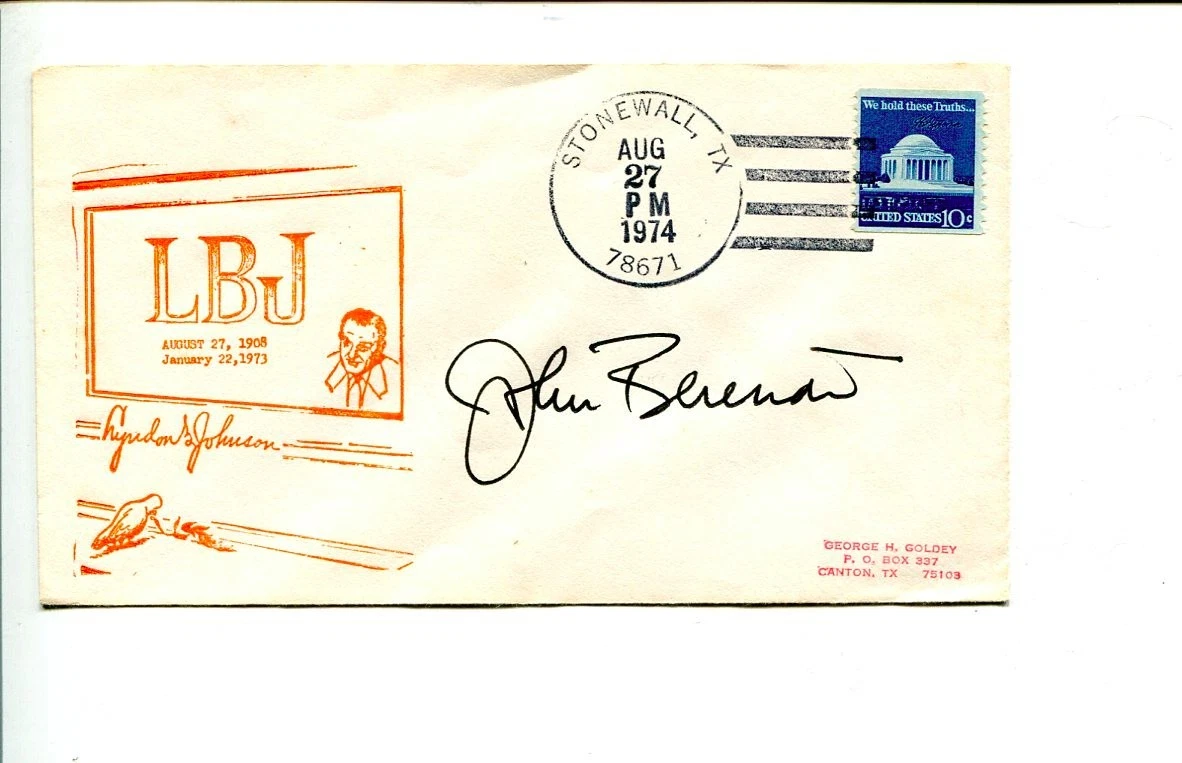 LBJ
AUGUST 27, 1908
January 22,1973
Lyndon B Johnson
STONEWALL, TX
AUG
27
PM
1974
78671
We hold these Truths...
UNITED STATES 10c
John Berendt
GEORGE H. GOLDEY
P. O. BOX 337
CANTON, TX 75103